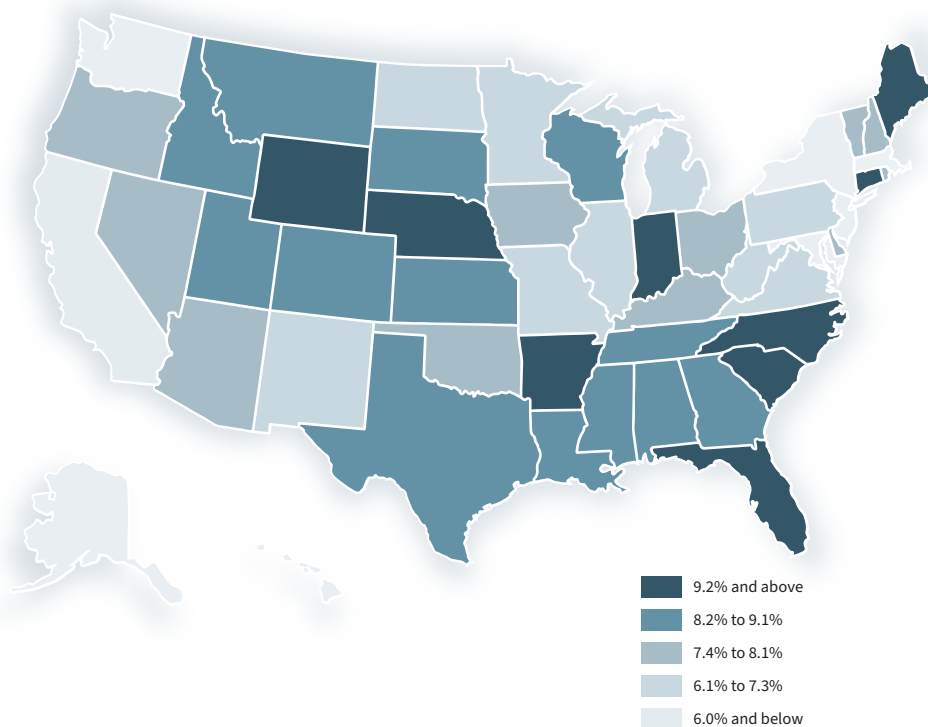 9.2% and above
8.2% to 9.1%
7.4% to 8.1%
6.1% to 7.3%
6.0% and below